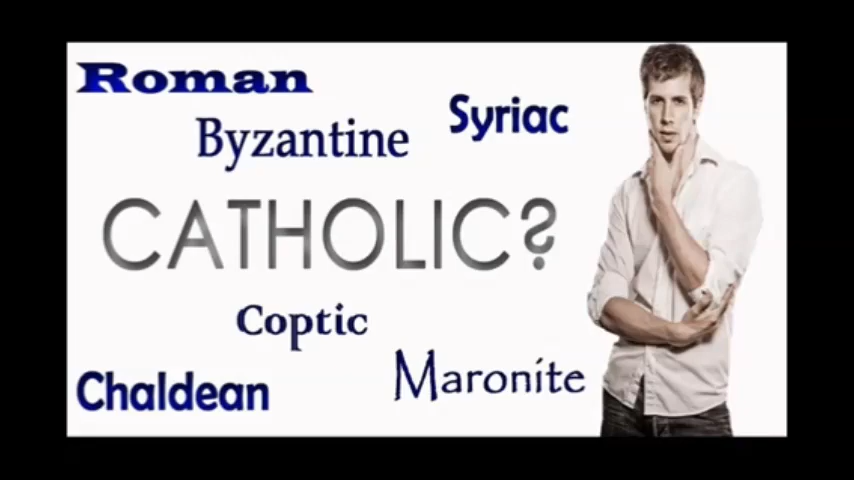 Roman
Byzantine
Syriac
CATHOLIC?
Coptic
Maronite
Chaldean